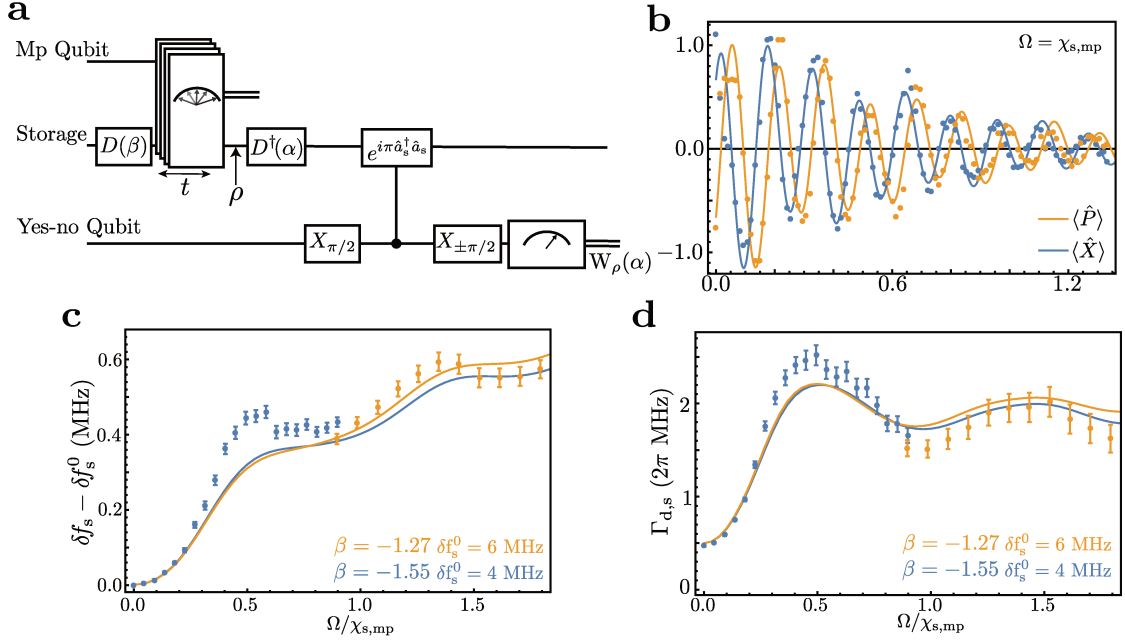 a
Mp Qubit
Storage
D(β)
t
ρ
D†(α)
e^{iπâ_s^†â_s}
Yes-no Qubit
X_{π/2}
X_{±π/2}
W_ρ(α)
b
Ω = χ_{s,mp}
1.0
0.0
−1.0
⟨P̂⟩
⟨X̂⟩
0.0 0.6 1.2
c
δf_s − δf_s^0 (MHz)
0.6
0.4
0.2
0.0
β = −1.27 δf_s^0 = 6 MHz
β = −1.55 δf_s^0 = 4 MHz
0.0 0.5 1.0 1.5
Ω/χ_{s,mp}
d
Γ_{d,s} (2π MHz)
2
1
0
β = −1.27 δf_s^0 = 6 MHz
β = −1.55 δf_s^0 = 4 MHz
0.0 0.5 1.0 1.5
Ω/χ_{s,mp}